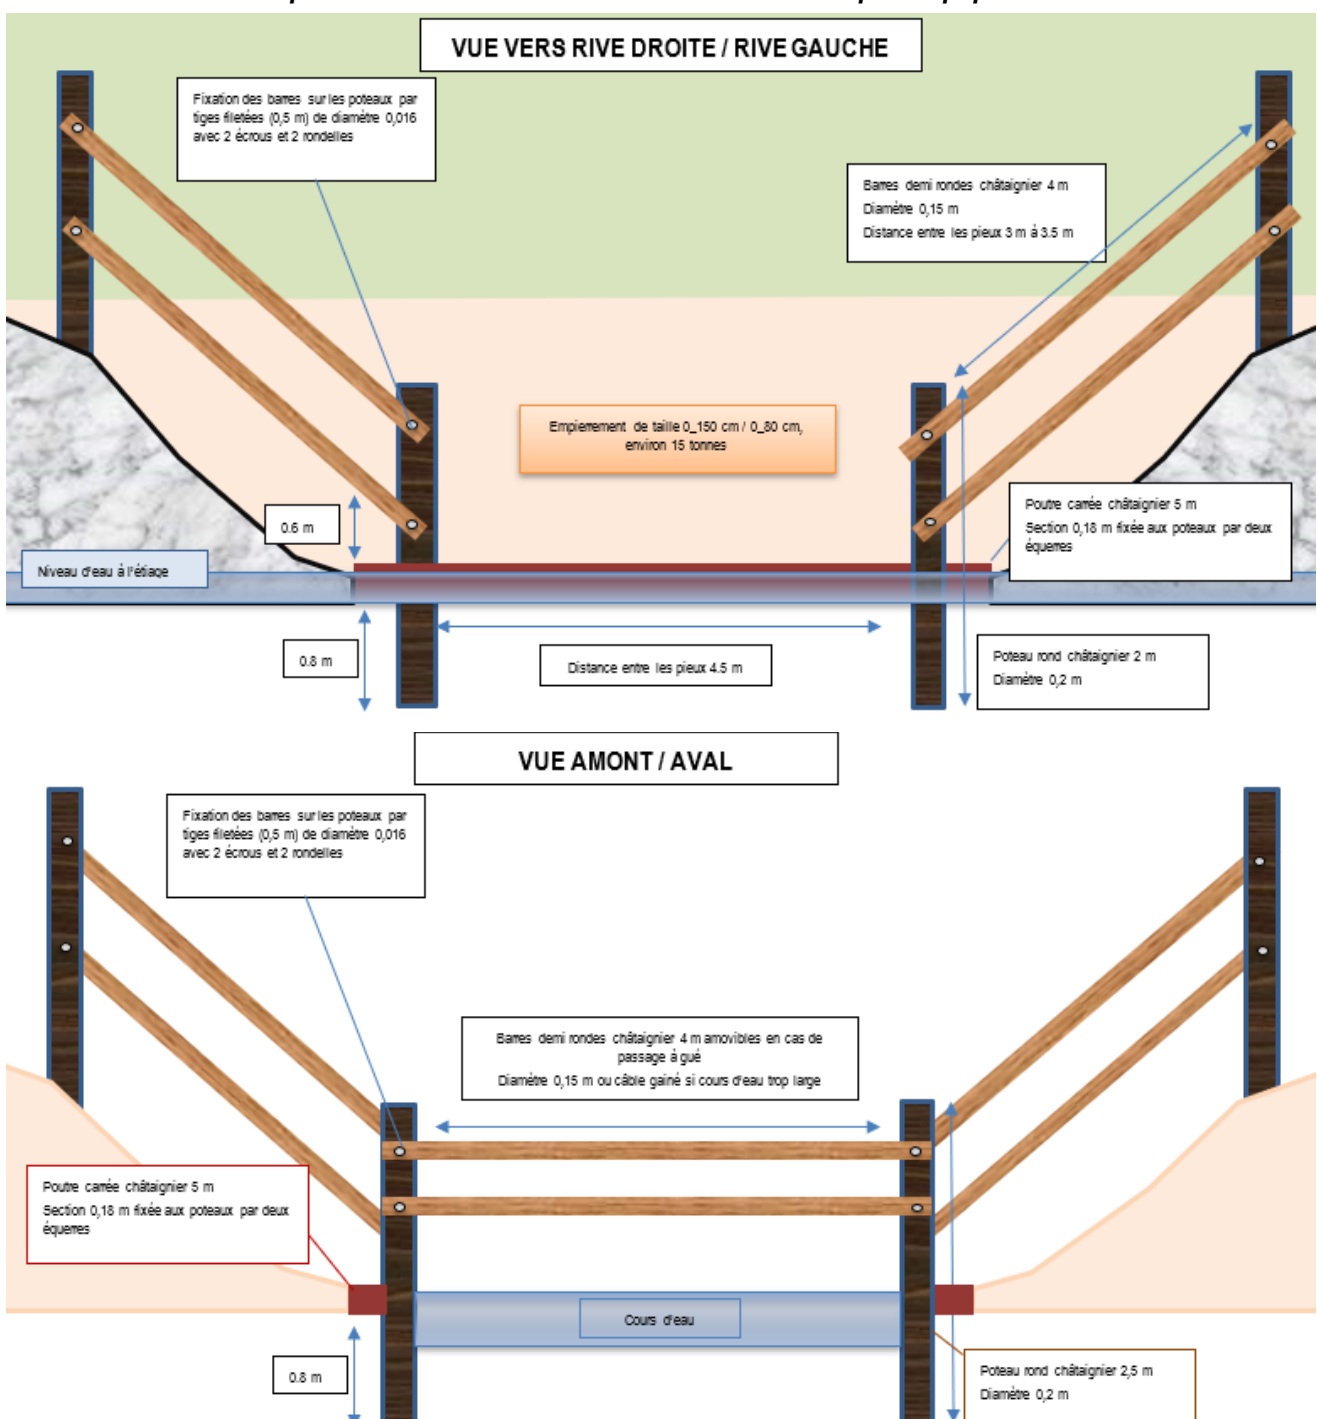 VUE VERS RIVE DROITE / RIVE GAUCHE
Fixation des barres sur les poteaux par
tiges filetées (0,5 m) de diamètre 0,016
avec 2 écrous et 2 rondelles
Barres demi rondes châtaignier 4 m
Diamètre 0,15 m
Distance entre les pieux 3 m à 3.5 m
Empierrement de taille 0_150 cm / 0_80 cm,
environ 15 tonnes
0.6 m
Poutre carrée châtaignier 5 m
Section 0,18 m fixée aux poteaux par deux
équerres
Niveau d'eau à l'étiage
0.8 m
Distance entre les pieux 4.5 m
Poteau rond châtaignier 2 m
Diamètre 0,2 m
VUE AMONT / AVAL
Fixation des barres sur les poteaux par
tiges filetées (0,5 m) de diamètre 0,016
avec 2 écrous et 2 rondelles
Barres demi rondes châtaignier 4 m amovibles en cas de
passage à gué
Diamètre 0,15 m ou câble gainé si cours d'eau trop large
Poutre carrée châtaignier 5 m
Section 0,18 m fixée aux poteaux par deux
équerres
Cours d'eau
0.8 m
Poteau rond châtaignier 2,5 m
Diamètre 0,2 m